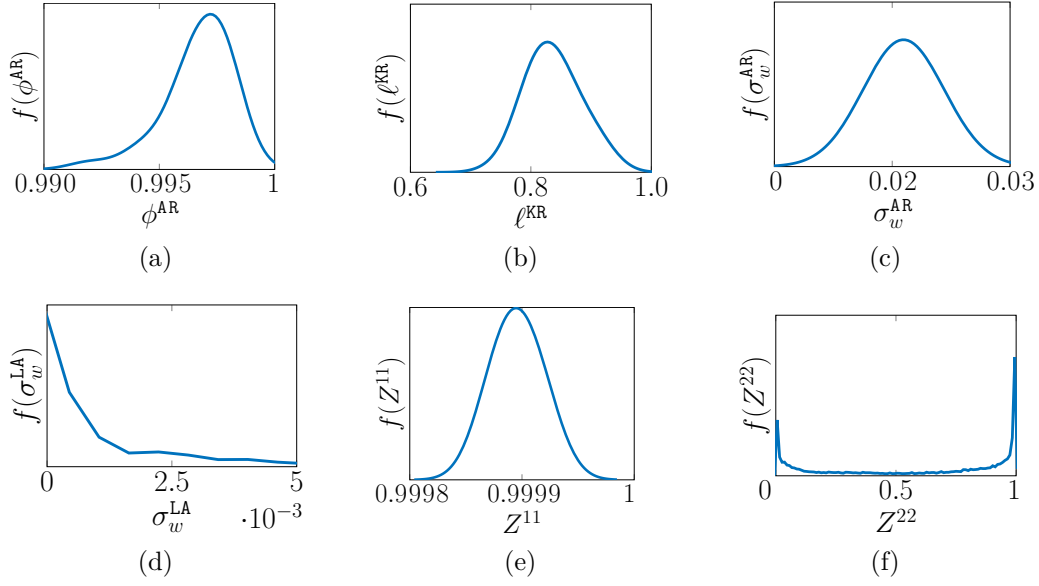 f(ϕ^AR)
0.990 0.995 1
ϕ^AR
(a)
f(ℓ^KR)
0.6 0.8 1.0
ℓ^KR
(b)
f(σ_w^AR)
0 0.02 0.03
σ_w^AR
(c)
f(σ_w^LA)
0 2.5 5
σ_w^LA ·10^−3
(d)
f(Z^11)
0.9998 0.9999 1
Z^11
(e)
f(Z^22)
0 0.5 1
Z^22
(f)